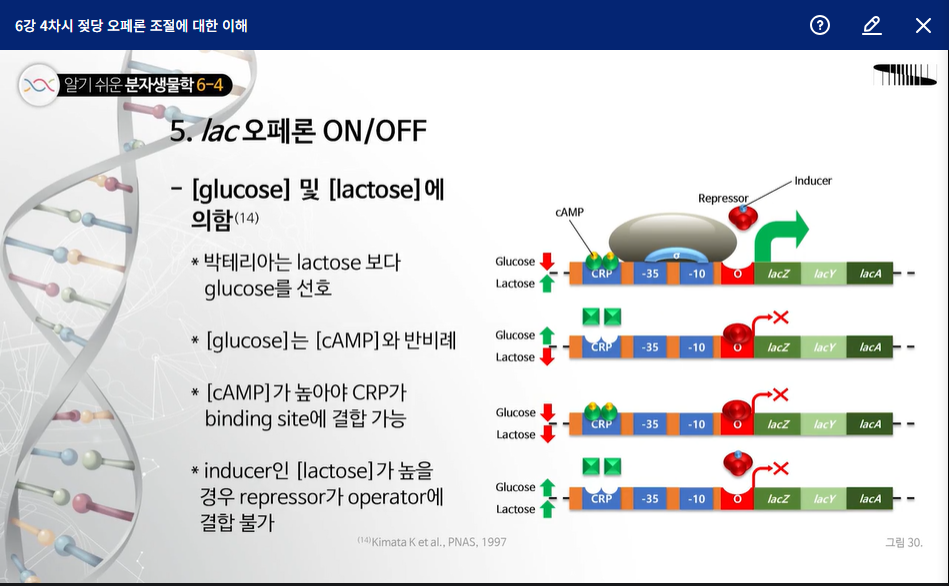 6강 4차시 젖당 오페론 조절에 대한 이해
알기 쉬운 분자생물학 6-4
5. lac 오페론 ON/OFF
- [glucose] 및 [lactose]에
의함(14)
* 박테리아는 lactose 보다
glucose를 선호
* [glucose]는 [cAMP]와 반비례
* [cAMP]가 높아야 CRP가
binding site에 결합 가능
* inducer인 [lactose]가 높을
경우 repressor가 operator에
결합 불가
Inducer
Repressor
cAMP
σ
Glucose
Lactose
CRP -35 -10 O lacZ lacY lacA
Glucose
Lactose
CRP -35 -10 O lacZ lacY lacA
Glucose
Lactose
CRP -35 -10 O lacZ lacY lacA
Glucose
Lactose
CRP -35 -10 O lacZ lacY lacA
(14)Kimata K et al., PNAS, 1997
그림 30.